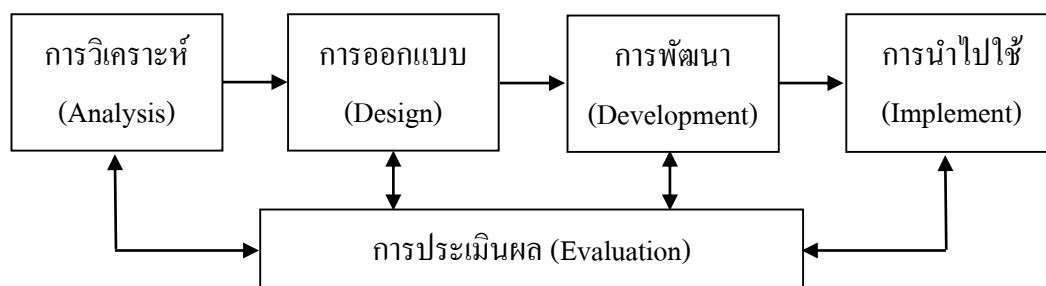 การวิเคราะห์
(Analysis)
การออกแบบ
(Design)
การพัฒนา
(Development)
การนำไปใช้
(Implement)
การประเมินผล (Evaluation)